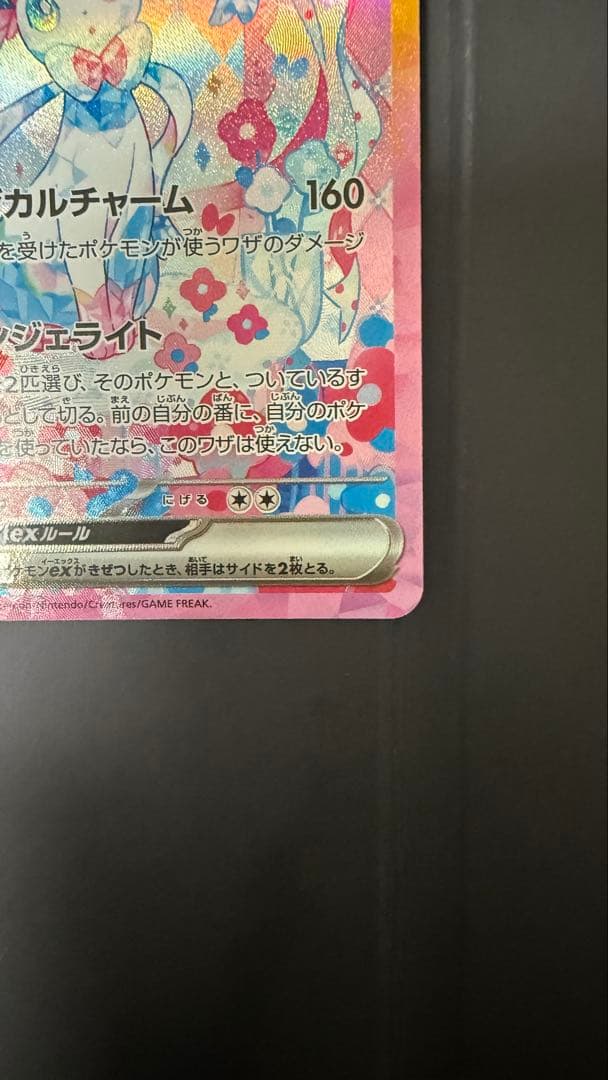 カルチャーム 160
を受けたポケモンが使うワザのダメージ
ンジェライト
2匹選び、そのポケモンと、ついているす
として切る。前の自分の番に、自分のポケ
を使っていたなら、このワザは使えない。
にげる
exルール
ケモンexがきぜつしたとき、相手はサイドを2枚とる。
Nintendo/Creatures/GAME FREAK.